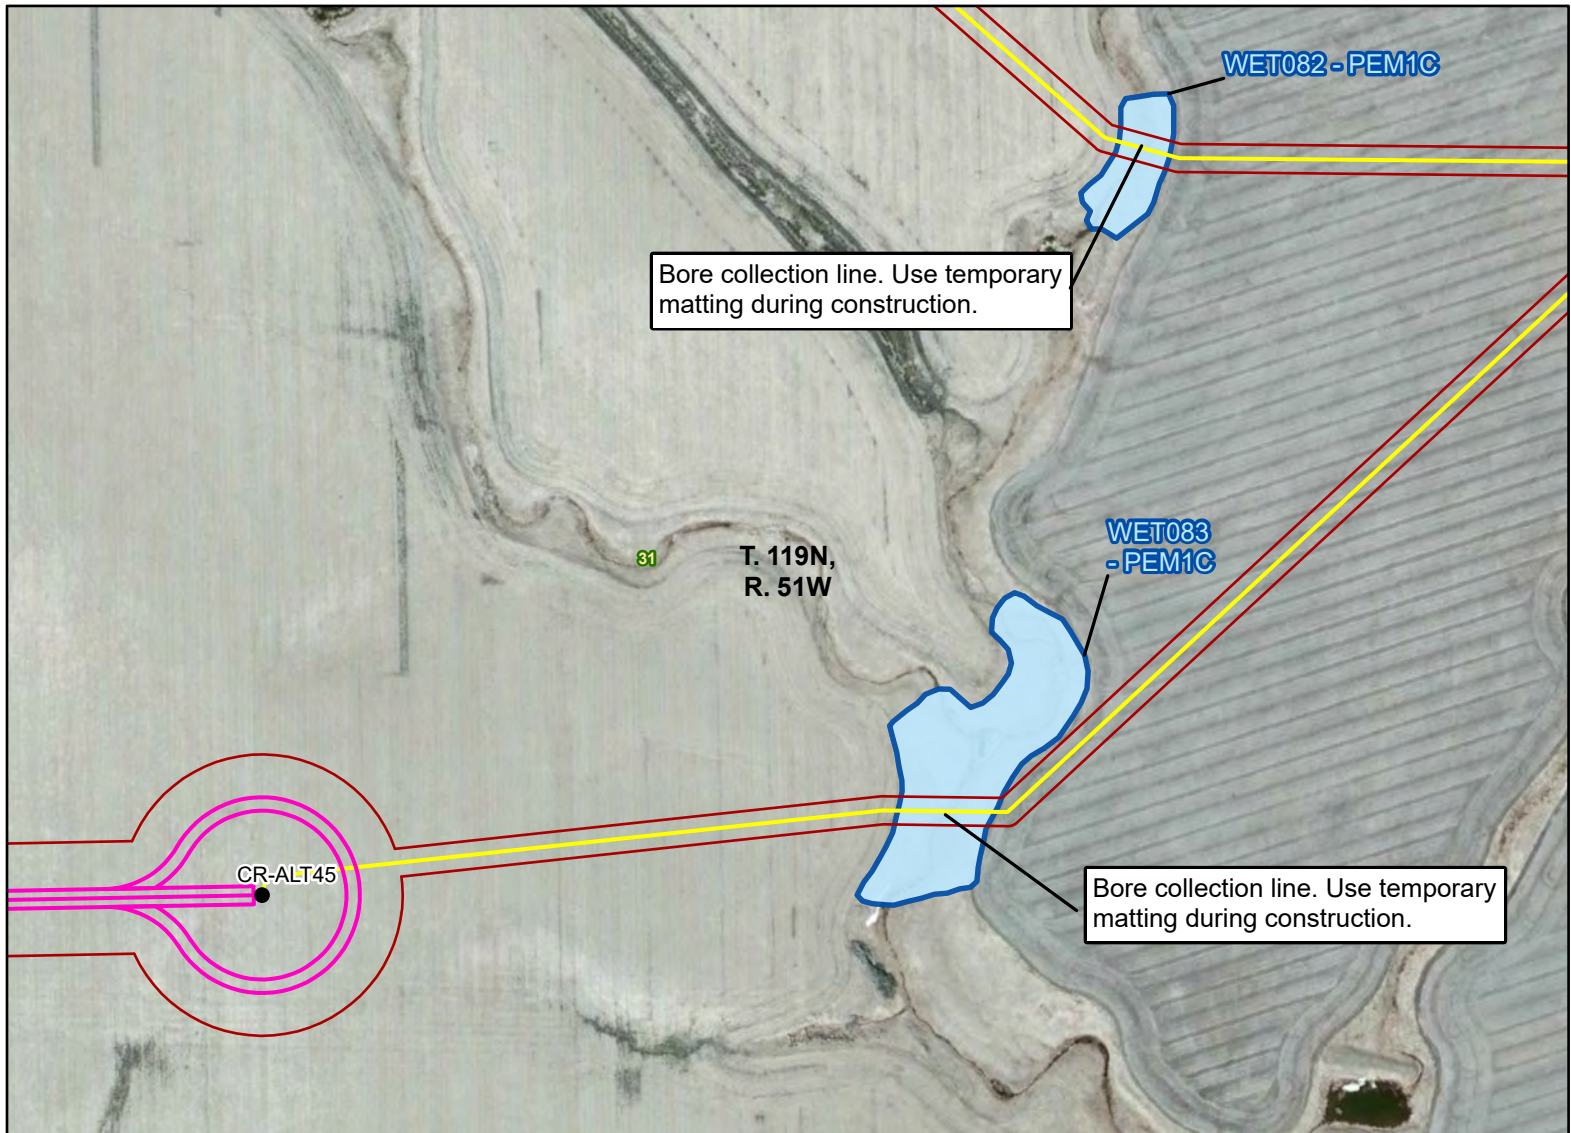 WET082 - PEM1C
Bore collection line. Use temporary
matting during construction.
WET083
- PEM1C
31
T. 119N,
R. 51W
CR-ALT45
Bore collection line. Use temporary
matting during construction.